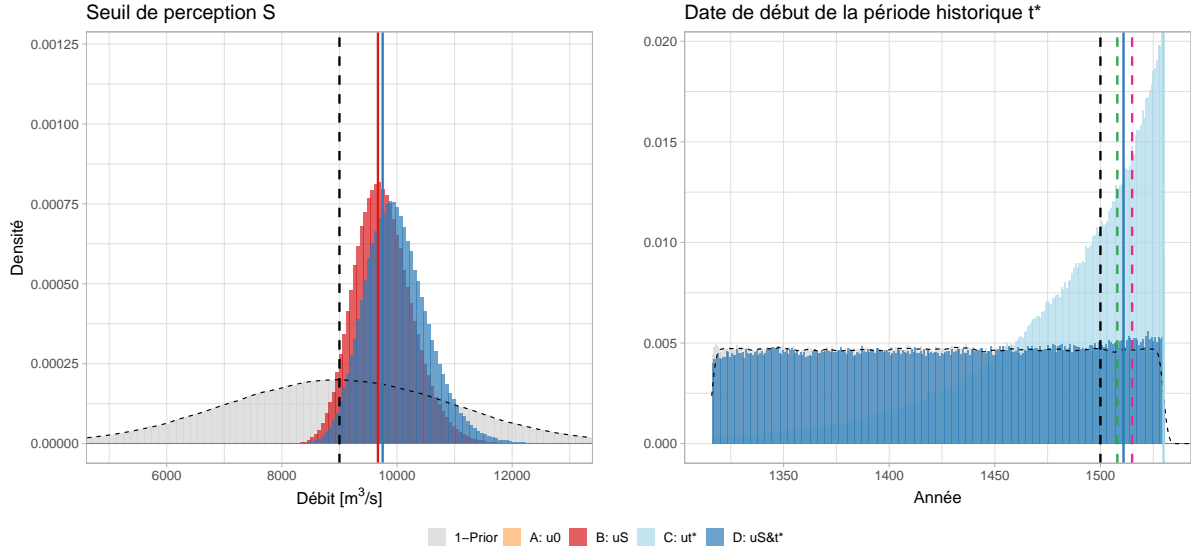 Seuil de perception S
Date de début de la période historique t*
0.00125
0.00100
0.00075
0.00050
0.00025
0.00000
Densité
6000
8000
10000
12000
Débit [m³/s]
0.020
0.015
0.010
0.005
0.000
1350
1400
1450
1500
Année
1−Prior
A: u0
B: uS
C: ut*
D: uS&t*